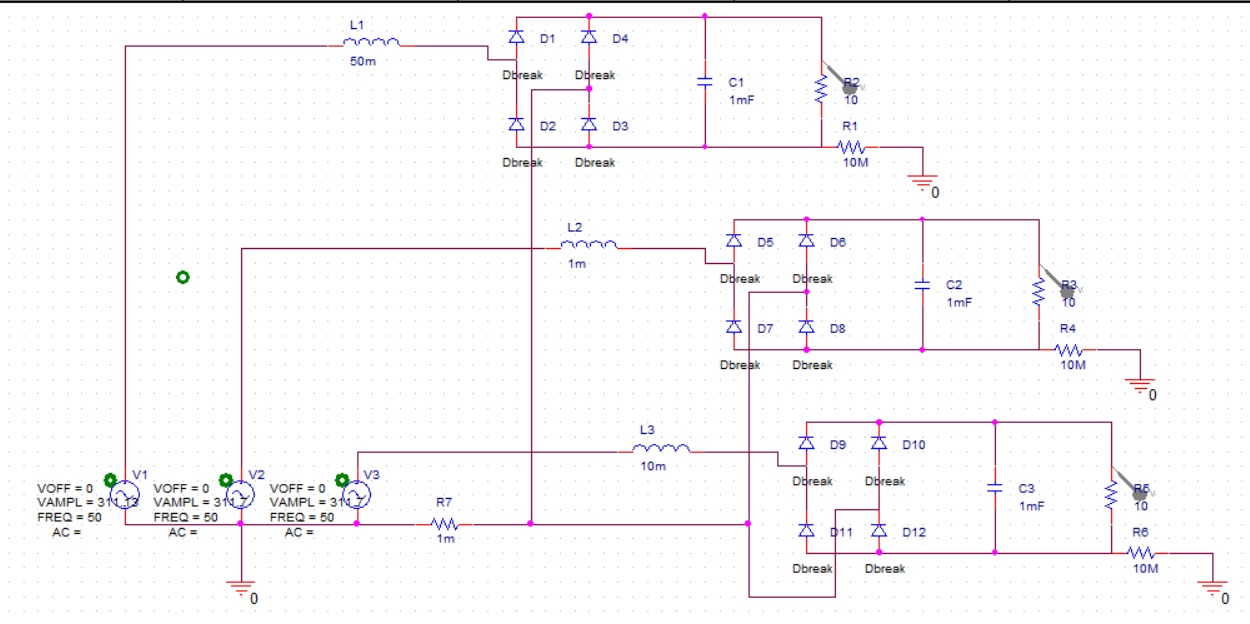 L1
50m
D1
D4
Dbreak
Dbreak
C1
1mF
R2
10
D2
D3
R1
10M
Dbreak
Dbreak
0
L2
1m
D5
D6
Dbreak
Dbreak
C2
1mF
R3
10
D7
D8
R4
10M
Dbreak
Dbreak
0
L3
10m
D9
D10
Dbreak
Dbreak
C3
1mF
R5
10
D11
D12
R6
10M
Dbreak
Dbreak
0
V1
VOFF = 0
VAMPL = 311.13
FREQ = 50
AC =
V2
VOFF = 0
VAMPL = 311.7
FREQ = 50
AC =
V3
VOFF = 0
VAMPL = 311.7
FREQ = 50
AC =
R7
1m
0